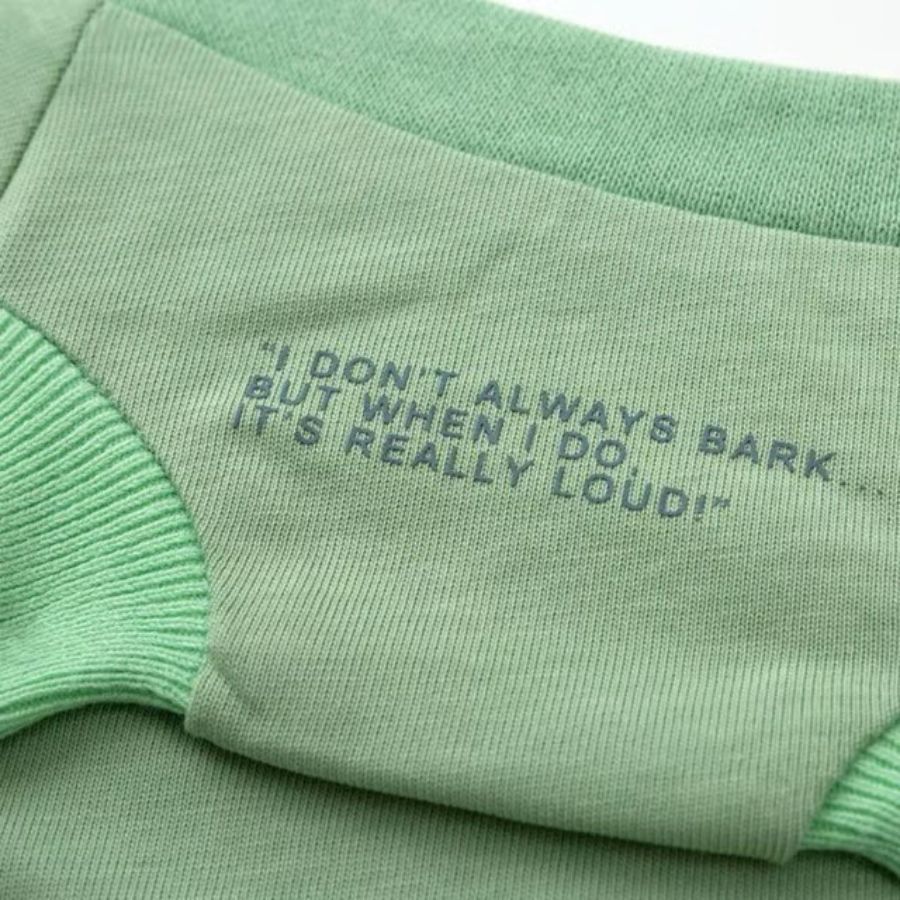 "I DON'T ALWAYS BARK...
BUT WHEN I DO,
IT'S REALLY LOUD!"